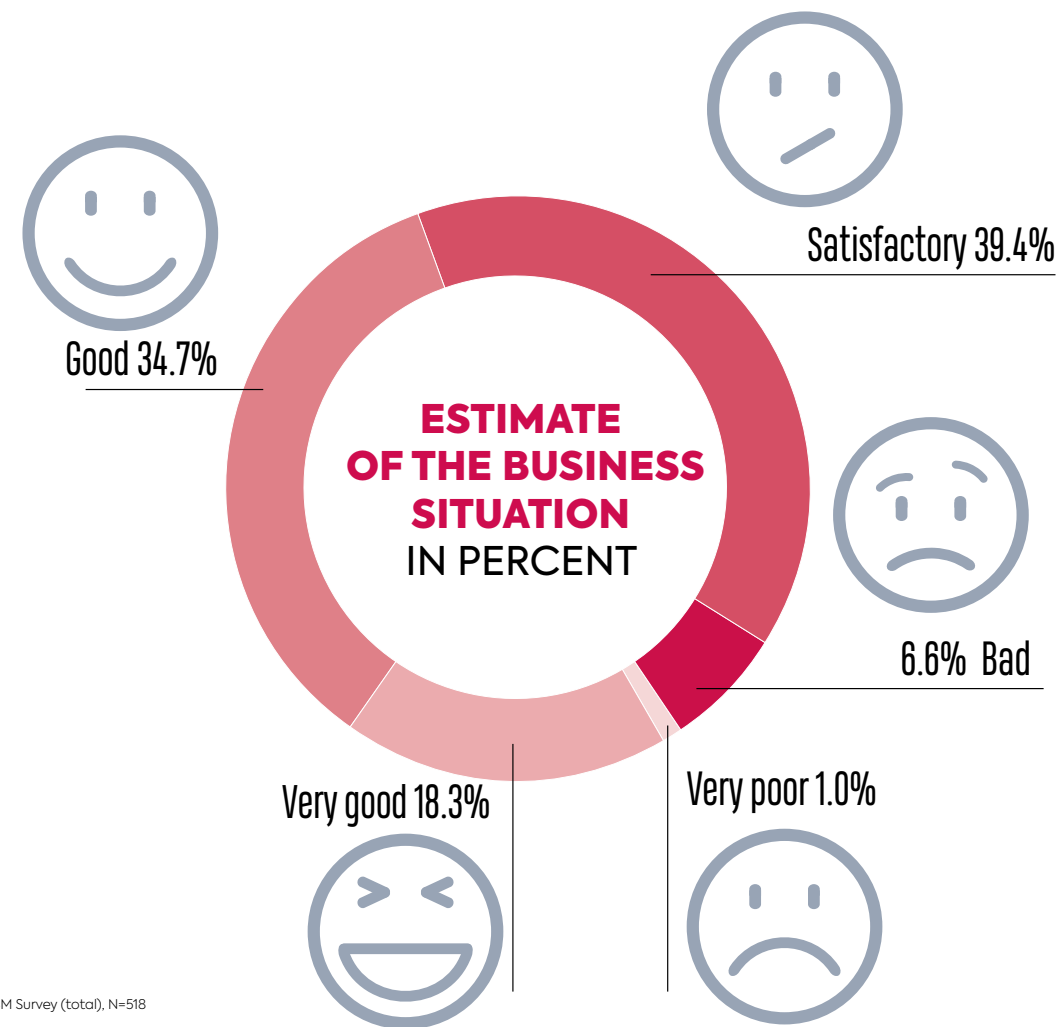 Satisfactory 39.4%
Good 34.7%
ESTIMATE
OF THE BUSINESS
SITUATION
IN PERCENT
6.6% Bad
Very good 18.3%
Very poor 1.0%
M Survey (total), N=518